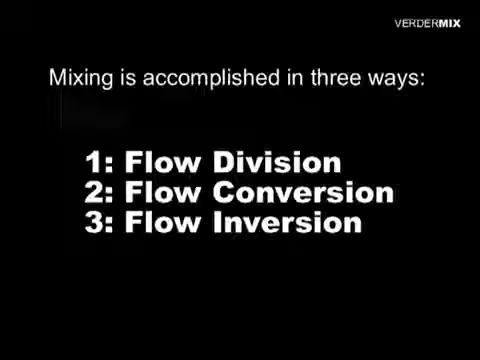 VERDERMIX
Mixing is accomplished in three ways:
1: Flow Division
2: Flow Conversion
3: Flow Inversion